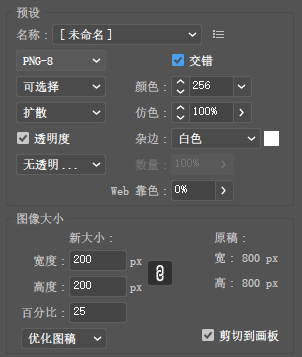 预设
名称： [ 未命名 ]
PNG-8 交错
可选择 颜色： 256
扩散 仿色： 100%
透明度 杂边： 白色
无透明 . . . 数量： 100%
Web 靠色： 0%
图像大小
新大小： 原稿：
宽度： 200 px 宽： 800 px
高度： 200 px 高： 800 px
百分比： 25
优化图稿 剪切到画板